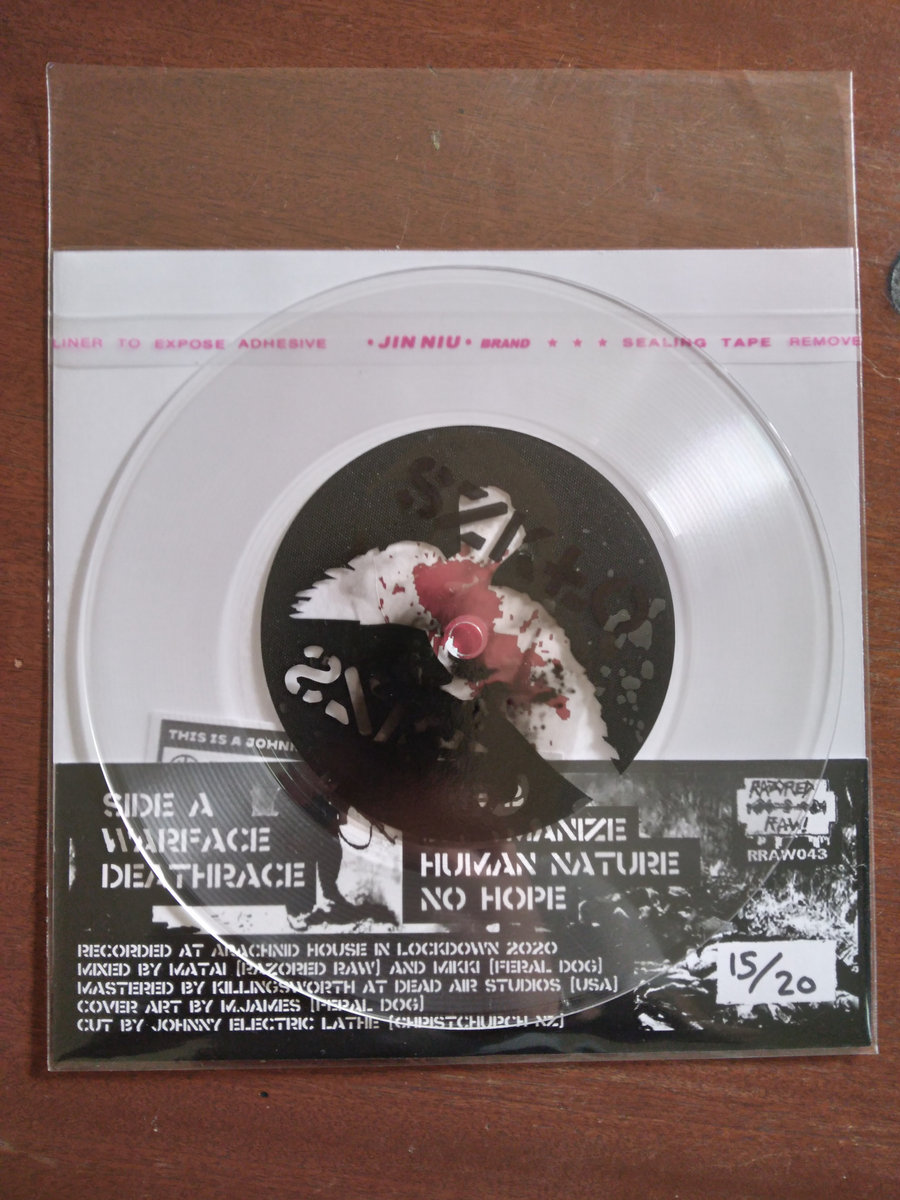 LINER TO EXPOSE ADHESIVE • JIN NIU • BRAND ★ ★ ★ SEALING TAPE REMOVE
THIS IS A
SIDE A
WARFACE
DEATHRACE
HUMAN NATURE
NO HOPE
RAZORED
RAW!
RRAW043
RECORDED AT ARACHNID HOUSE IN LOCKDOWN 2020
MIXED BY MATAI [RAZORED RAW] AND MIKKI [FERAL DOG]
MASTERED BY KILLINGSWORTH AT DEAD AIR STUDIOS [USA]
COVER ART BY M.JAMES [FERAL DOG]
CUT BY JOHNNY ELECTRIC LATHE [CHRISTCHURCH NZ]
15/20